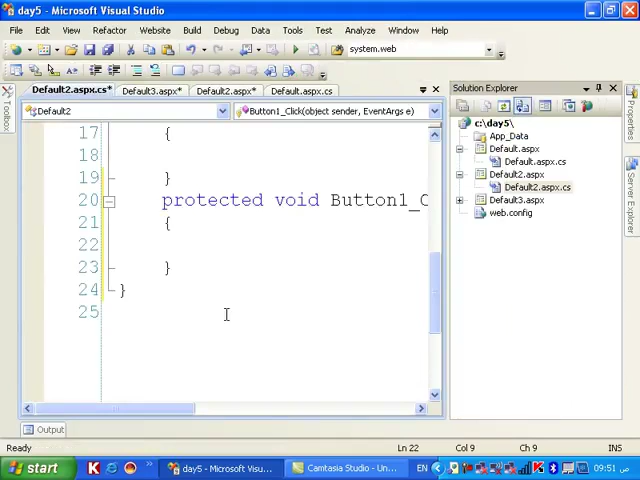 day5 - Microsoft Visual Studio
File Edit View Refactor Website Build Debug Data Tools Test Analyze Window Help
system.web
Default2.aspx.cs* Default3.aspx* Default2.aspx* Default.aspx.cs
Default2 Button1_Click(object sender, EventArgs e)
17 {
18
19 }
20 protected void Button1_C
21 {
22
23 }
24 }
25
Toolbox
Solution Explorer
c:\day5\
App_Data
Default.aspx
Default.aspx.cs
Default2.aspx
Default2.aspx.cs
Default3.aspx
web.config
Properties
Server Explorer
Output
Ready Ln 22 Col 9 Ch 9 INS
start K day5 - Microsoft Visual ... Camtasia Studio - Un... EN 09:51 ص